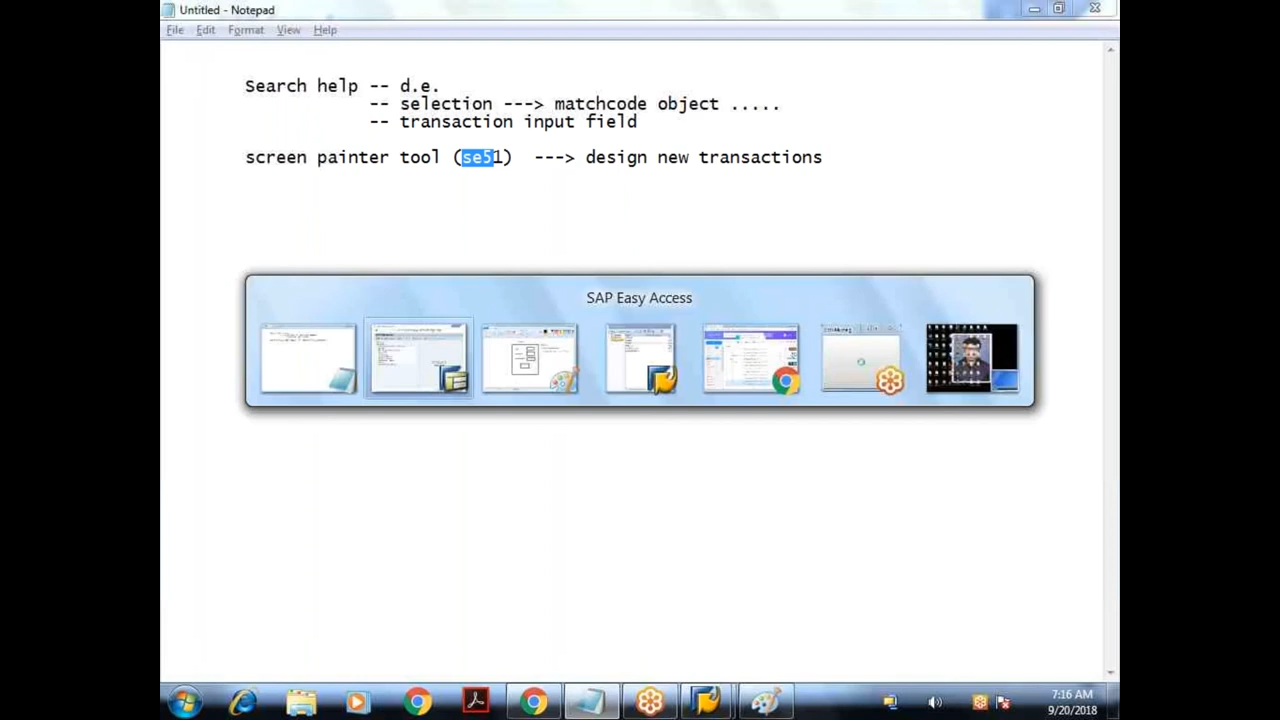 Untitled - Notepad
File Edit Format View Help
Search help -- d.e.
-- selection ---> matchcode object .....
-- transaction input field
screen painter tool (se51) ---> design new transactions
SAP Easy Access
7:16 AM
9/20/2018